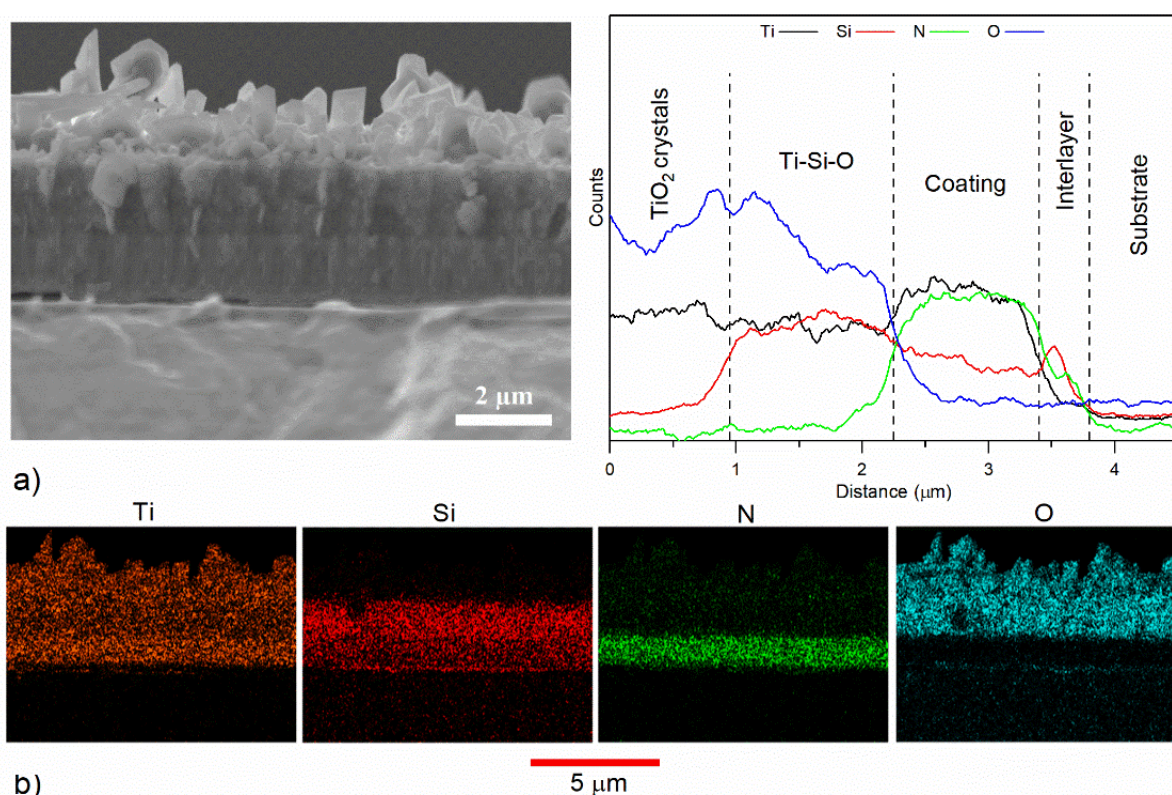 2 μm
a)
Ti Si N O
TiO2 crystals
Ti-Si-O
Coating
Interlayer
Substrate
Counts
0 1 2 3 4
Distance (μm)
Ti Si N O
b)
5 μm